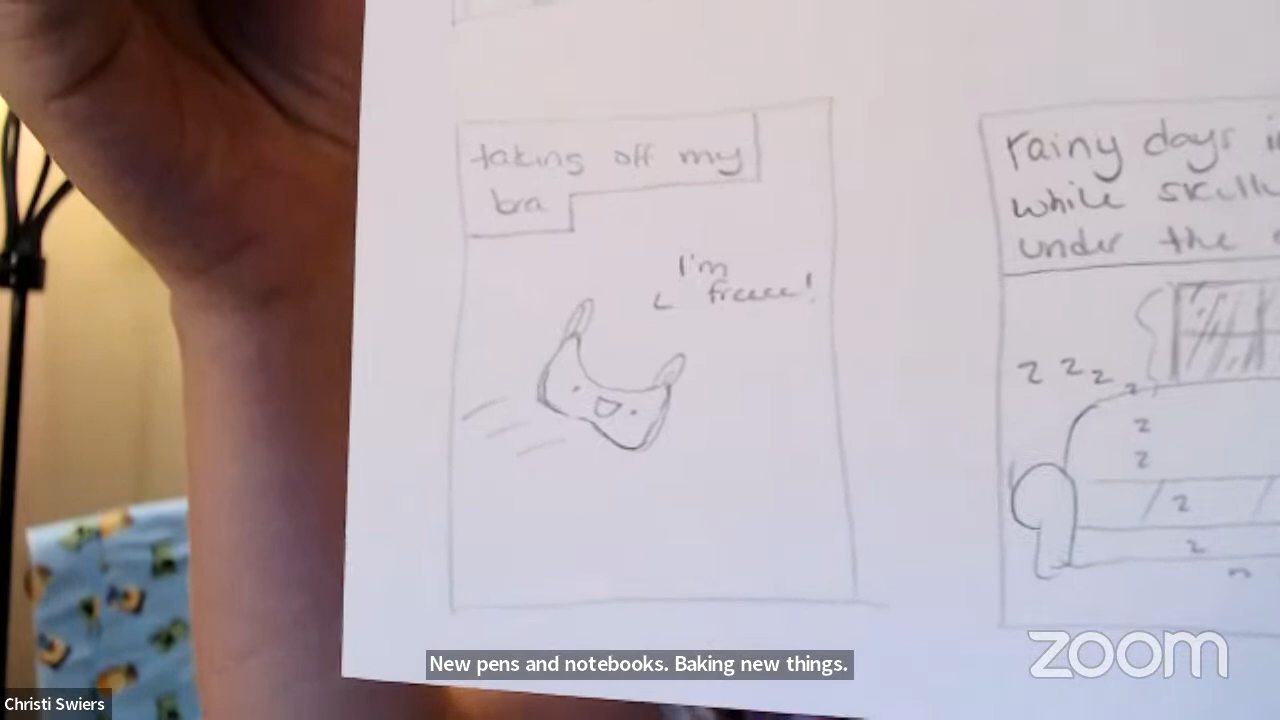 taking off my
bra
I'm
freeee!
rainy days
while
under the
z z z z
z
z
z
z
New pens and notebooks. Baking new things.
zoom
Christi Swiers